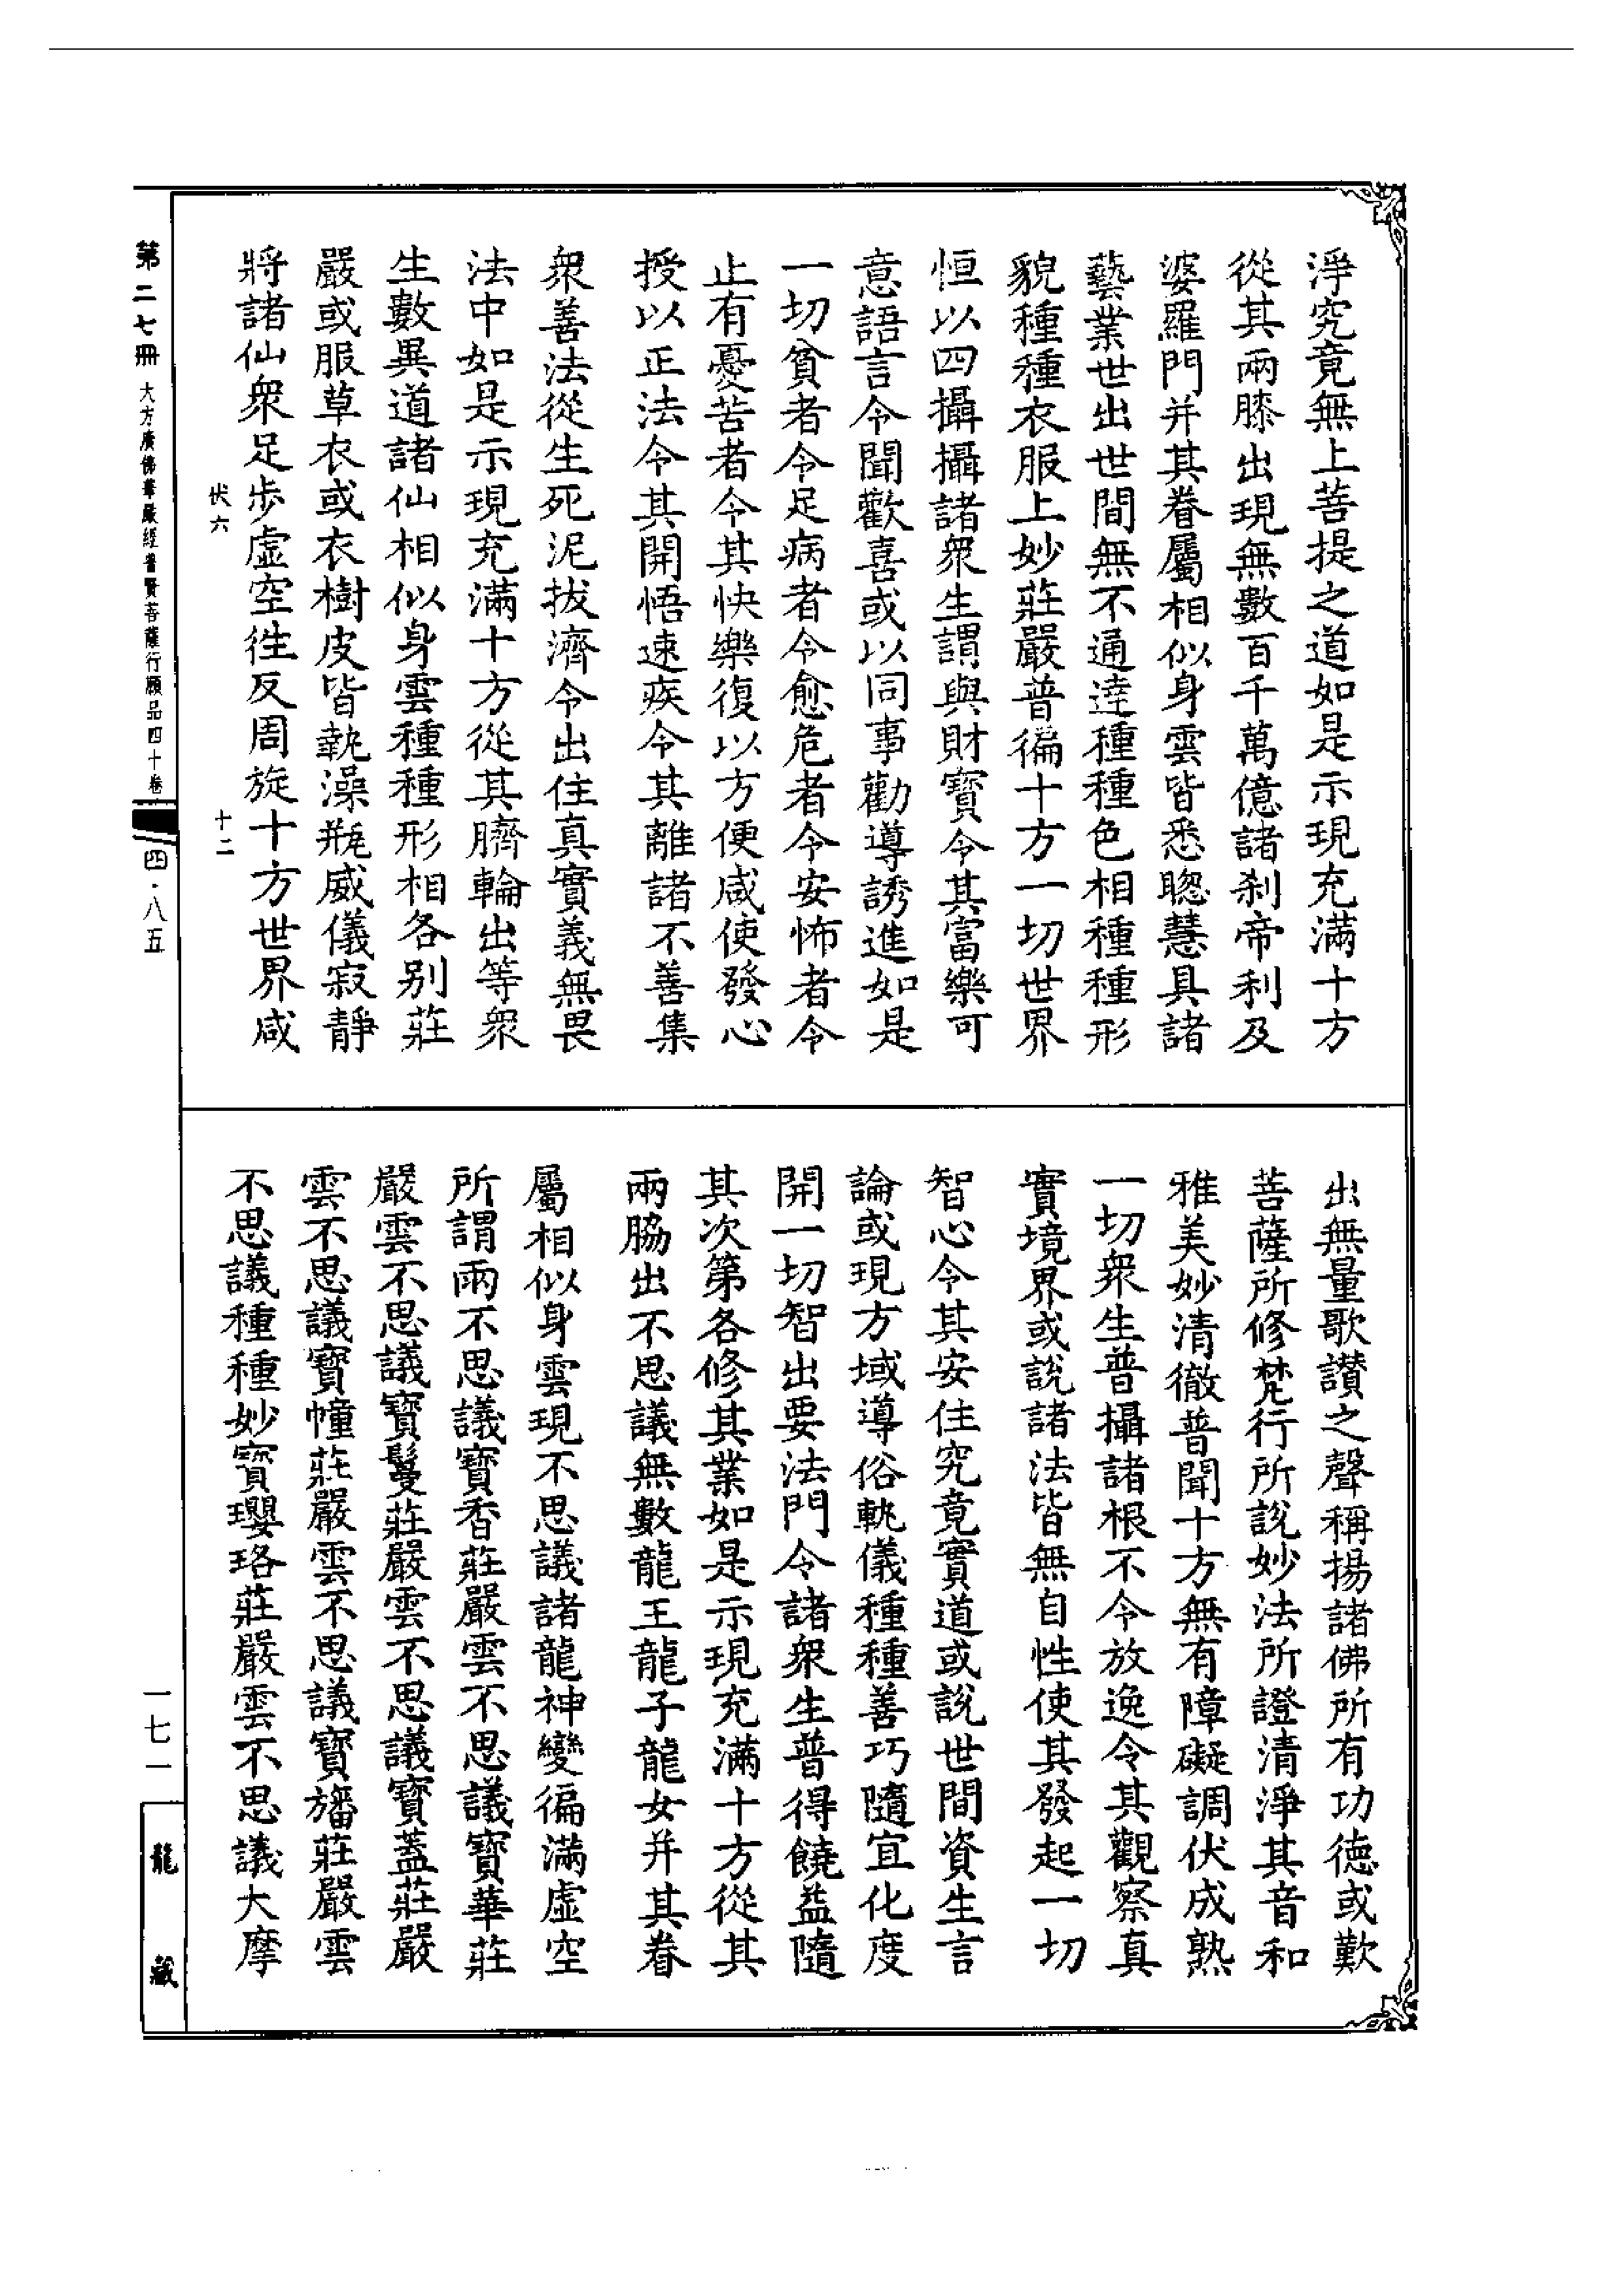 淨究竟無上菩提之道如是示現充滿十方
從其兩膝出現無數百千萬億諸剎帝利及
婆羅門并其眷屬相似身雲皆悉聰慧具諸
藝業世出世間無不通達種種色相種種形
貌種種衣服上妙莊嚴普徧十方一切世界
恒以四攝攝諸衆生謂與財寶令其富樂可
意語言令聞歡喜或以同事勸導誘進如是
一切貧者令足病者令愈危者令安怖者令
止有憂苦者令其快樂復以方便咸使發心
授以正法令其開悟速疾令其離諸不善集
衆善法從生死泥拔濟令出住真實義無畏
法中如是示現充滿十方從其臍輪出等衆
生數異道諸仙相似身雲種種形相各別莊
嚴或服草衣或衣樹皮皆執澡瓶威儀寂靜
將諸仙衆足步虛空往反周旋十方世界咸
伏六
十二
出無量歌讃之聲稱揚諸佛所有功德或歎
菩薩所修梵行所說妙法所證清淨其音和
雅美妙清徹普聞十方無有障礙調伏成熟
一切衆生普攝諸根不令放逸令其觀察真
實境界或說諸法皆無自性使其發起一切
智心令其安住究竟實道或說世間資生言
論或現方域導俗軌儀種種善巧隨宜化度
開一切智出要法門令諸衆生普得饒益隨
其次第各修其業如是示現充滿十方從其
兩脇出不思議無數龍王龍子龍女并其眷
屬相似身雲現不思議諸龍神變徧滿虛空
所謂雨不思議寶香莊嚴雲不思議寶華莊
嚴雲不思議寶鬘莊嚴雲不思議寶蓋莊嚴
雲不思議寶幢莊嚴雲不思議寶旛莊嚴雲
不思議種種妙寶瓔珞莊嚴雲不思議大摩
第二七冊
大方廣佛華嚴經普賢菩薩行願品四十卷
四·八五
一七一
龍藏